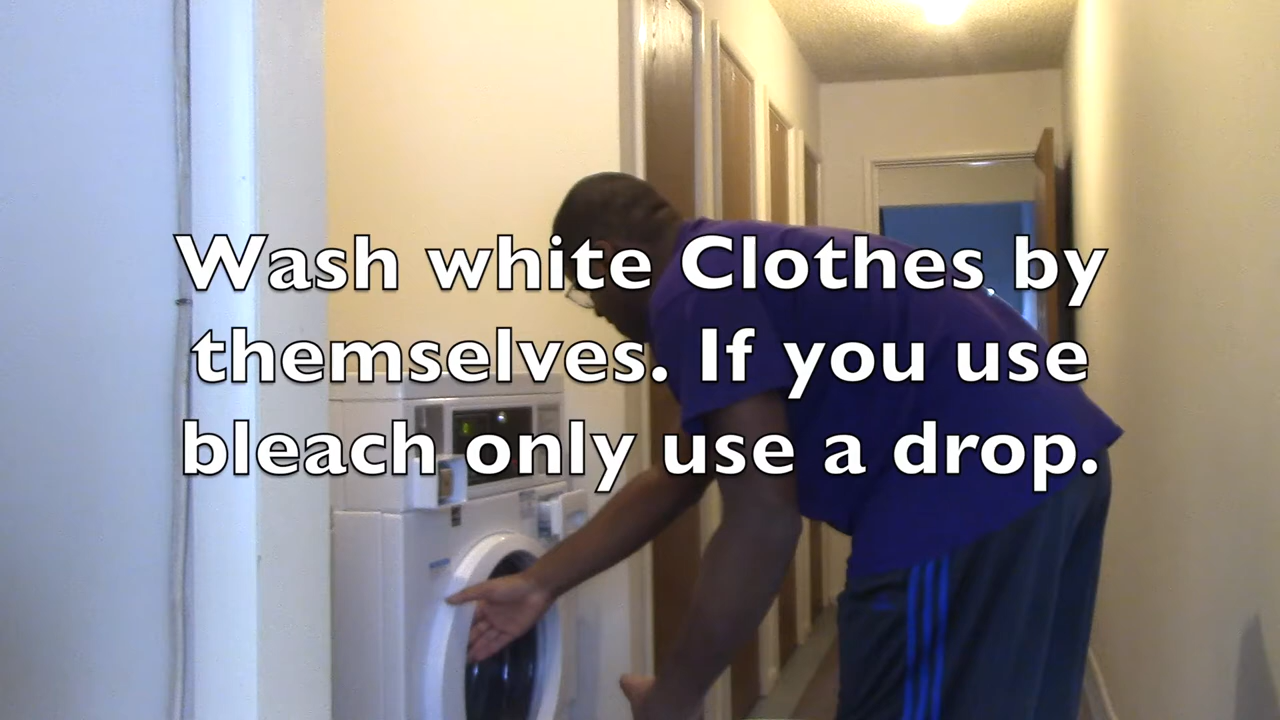 Wash white Clothes by
themselves. If you use
bleach only use a drop.